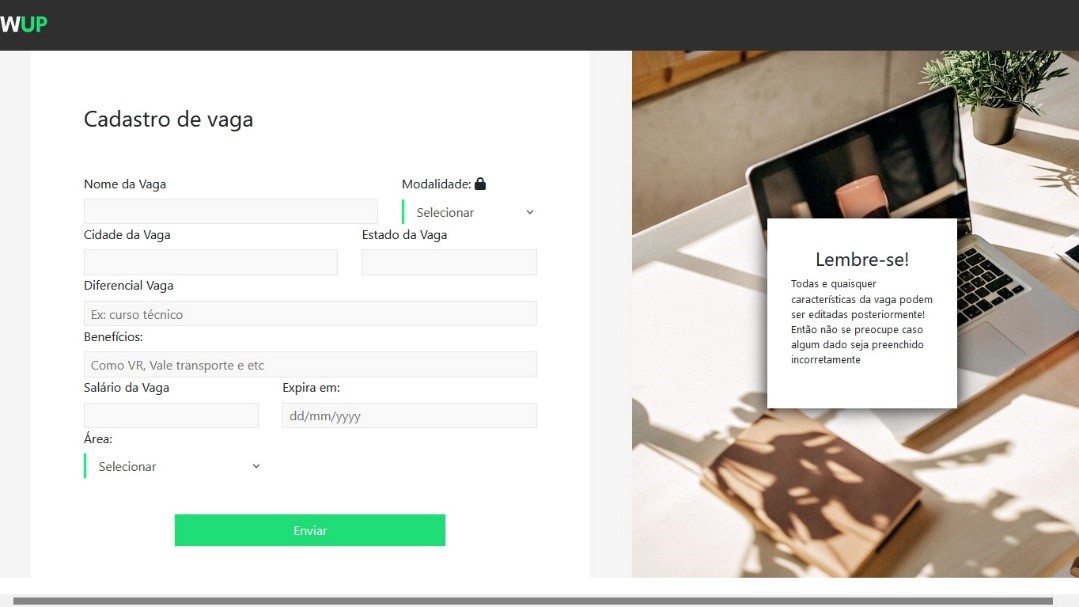 WUP
Cadastro de vaga
Nome da Vaga
Modalidade:
Selecionar
Cidade da Vaga
Estado da Vaga
Diferencial Vaga
Ex: curso técnico
Benefícios:
Como VR, Vale transporte e etc
Salário da Vaga
Expira em:
dd/mm/yyyy
Área:
Selecionar
Enviar
Lembre-se!
Todas e quaisquer
características da vaga podem
ser editadas posteriormente!
Então não se preocupe caso
algum dado seja preenchido
incorretamente